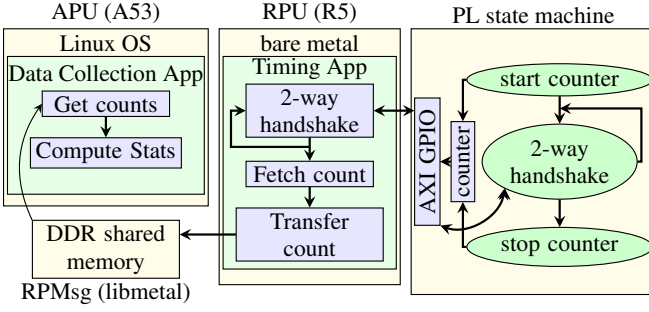 APU (A53)
Linux OS
Data Collection App
Get counts
Compute Stats
DDR shared
memory
RPMsg (libmetal)
RPU (R5)
bare metal
Timing App
2-way
handshake
Fetch count
Transfer
count
PL state machine
AXI GPIO
counter
start counter
2-way
handshake
stop counter